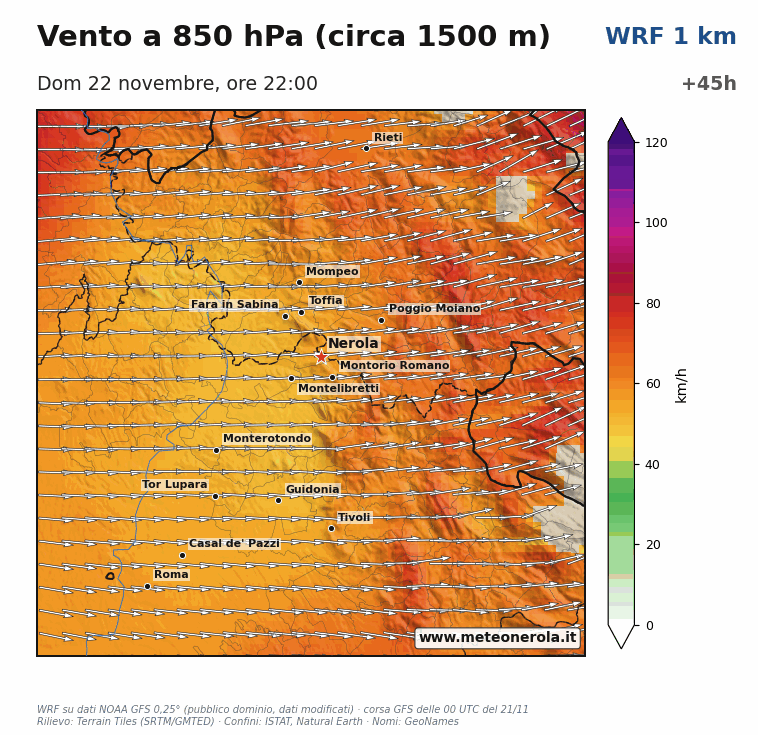 Vento a 850 hPa (circa 1500 m)
WRF 1 km
Dom 22 novembre, ore 22:00
+45h
Rieti
Mompeo
Toffia
Fara in Sabina
Poggio Moiano
Nerola
Montorio Romano
Montelibretti
Monterotondo
Tor Lupara
Guidonia
Tivoli
Casal de' Pazzi
Roma
www.meteonerola.it
120
100
80
60
40
20
0
km/h
WRF su dati NOAA GFS 0,25° (pubblico dominio, dati modificati) · corsa GFS delle 00 UTC del 21/11
Rilievo: Terrain Tiles (SRTM/GMTED) · Confini: ISTAT, Natural Earth · Nomi: GeoNames